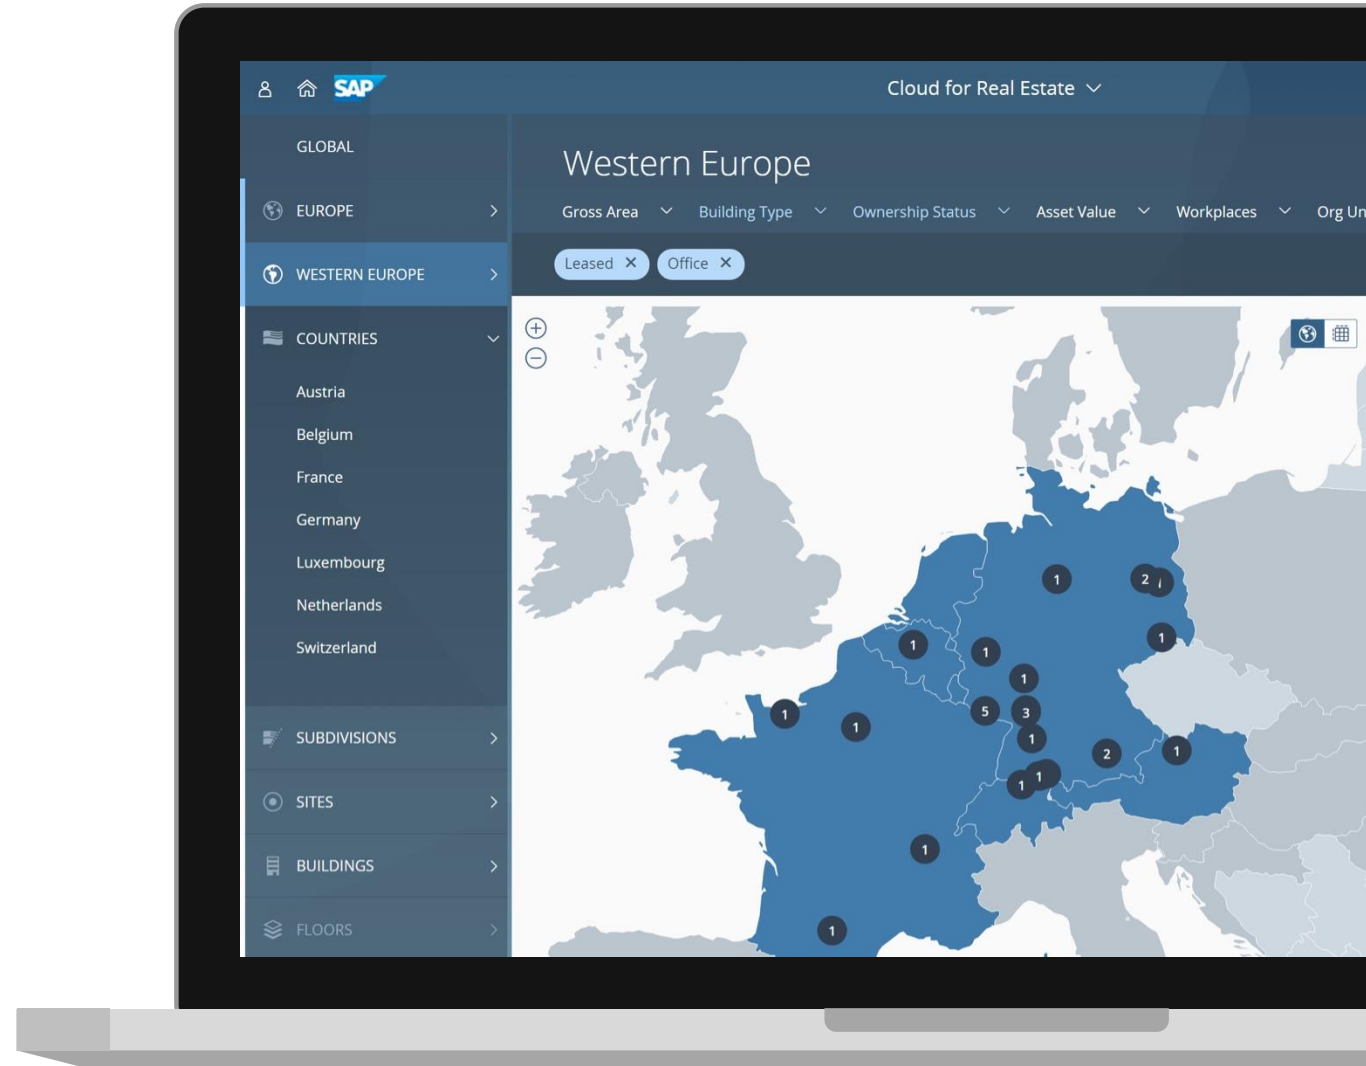 SAP
Cloud for Real Estate
GLOBAL
EUROPE
WESTERN EUROPE
COUNTRIES
Austria
Belgium
France
Germany
Luxembourg
Netherlands
Switzerland
SUBDIVISIONS
SITES
BUILDINGS
FLOORS
Western Europe
Gross Area Building Type Ownership Status Asset Value Workplaces Org Un
Leased Office
1
2
1
1
1
1
5
3
1
1
1
2
1
1
1
1
1